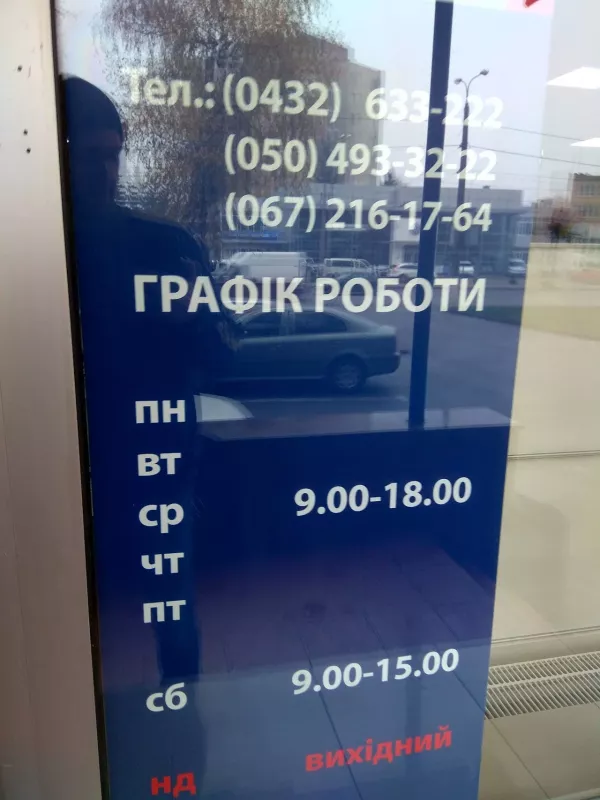 Тел.: (0432) 633-222
(050) 493-32-22
(067) 216-17-64
ГРАФІК РОБОТИ
пн
вт
ср 9.00-18.00
чт
пт
сб 9.00-15.00
нд вихідний